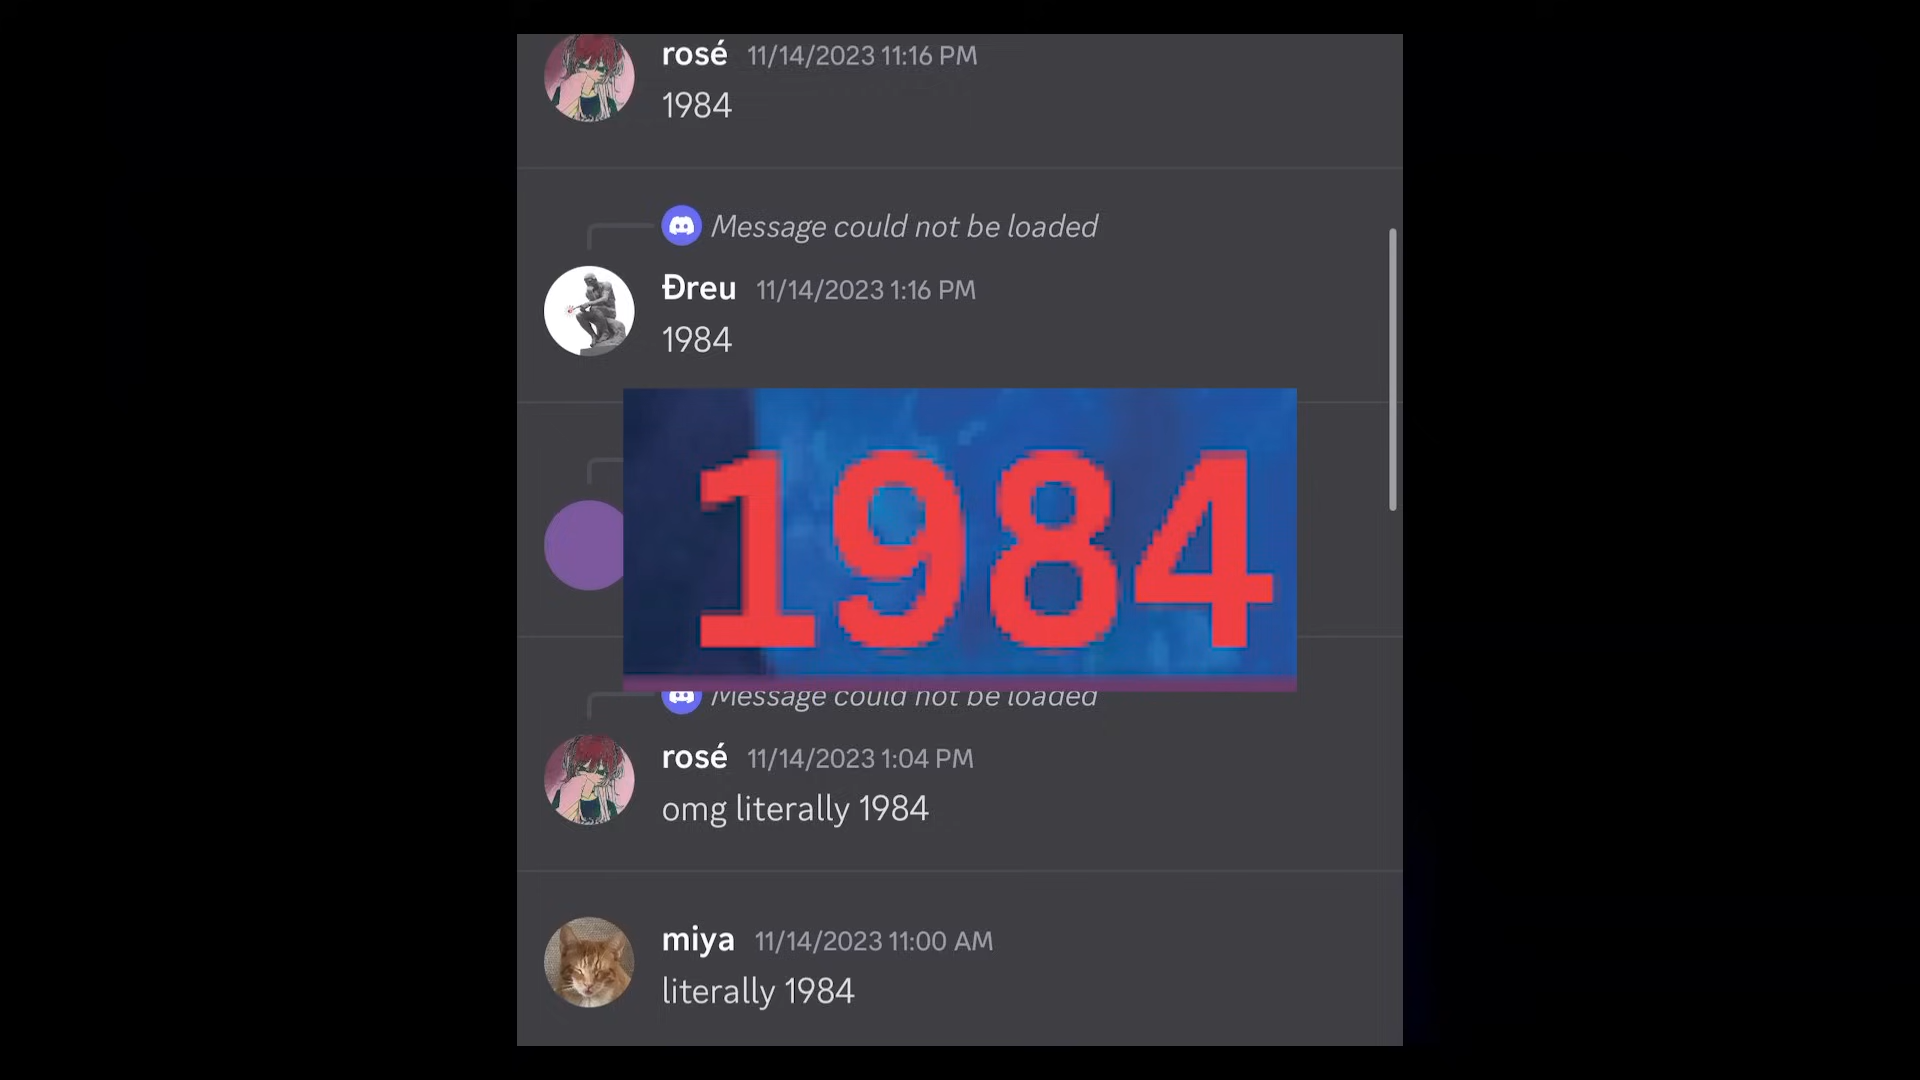 rosé 11/14/2023 11:16 PM
1984
Message could not be loaded
Đreu 11/14/2023 1:16 PM
1984
1984
Message could not be loaded
rosé 11/14/2023 1:04 PM
omg literally 1984
miya 11/14/2023 11:00 AM
literally 1984